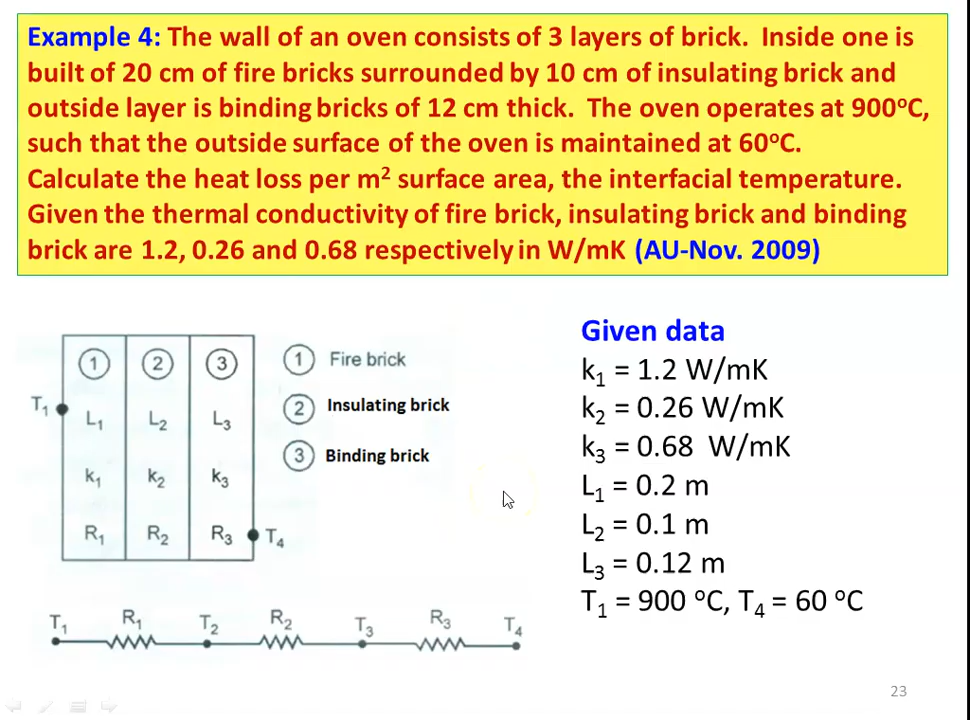 Example 4: The wall of an oven consists of 3 layers of brick. Inside one is
built of 20 cm of fire bricks surrounded by 10 cm of insulating brick and
outside layer is binding bricks of 12 cm thick. The oven operates at 900°C,
such that the outside surface of the oven is maintained at 60°C.
Calculate the heat loss per m² surface area, the interfacial temperature.
Given the thermal conductivity of fire brick, insulating brick and binding
brick are 1.2, 0.26 and 0.68 respectively in W/mK (AU-Nov. 2009)
1 2 3
T₁
L₁ L₂ L₃
k₁ k₂ k₃
R₁ R₂ R₃ T₄
1 Fire brick
2 Insulating brick
3 Binding brick
T₁ R₁ T₂ R₂ T₃ R₃ T₄
Given data
k₁ = 1.2 W/mK
k₂ = 0.26 W/mK
k₃ = 0.68 W/mK
L₁ = 0.2 m
L₂ = 0.1 m
L₃ = 0.12 m
T₁ = 900 °C, T₄ = 60 °C
23